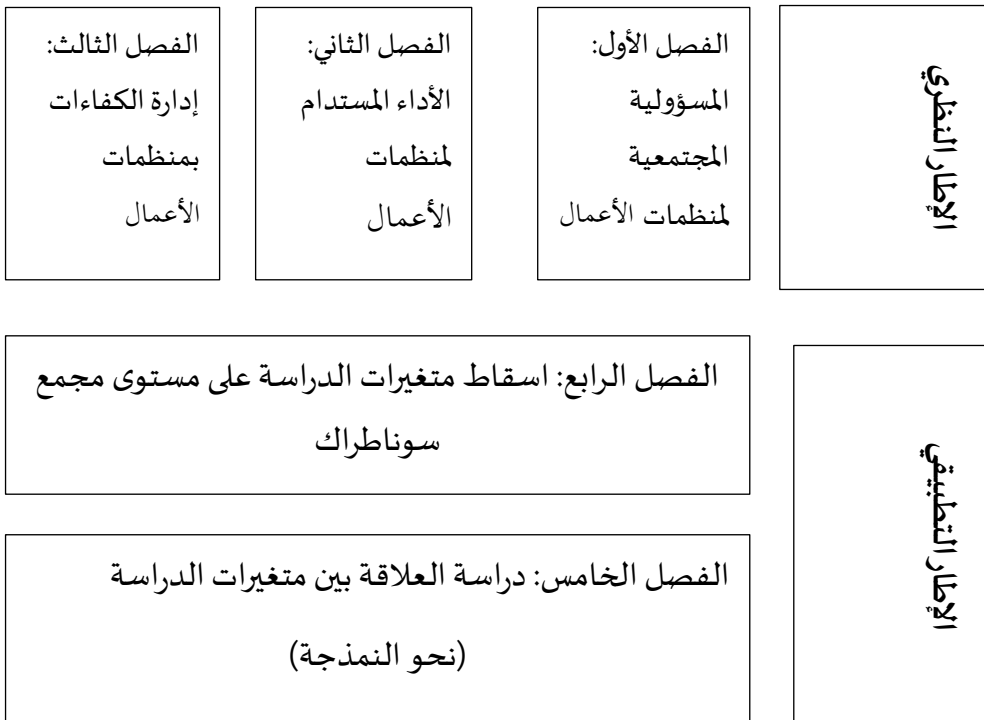 الإطار النظري
الفصل الأول:
المسؤولية
المجتمعية
لمنظمات الأعمال
الفصل الثاني:
الأداء المستدام
لمنظمات
الأعمال
الفصل الثالث:
إدارة الكفاءات
بمنظمات
الأعمال
الإطار التطبيقي
الفصل الرابع: اسقاط متغيرات الدراسة على مستوى مجمع
سوناطراك
الفصل الخامس: دراسة العلاقة بين متغيرات الدراسة
(نحو النمذجة)